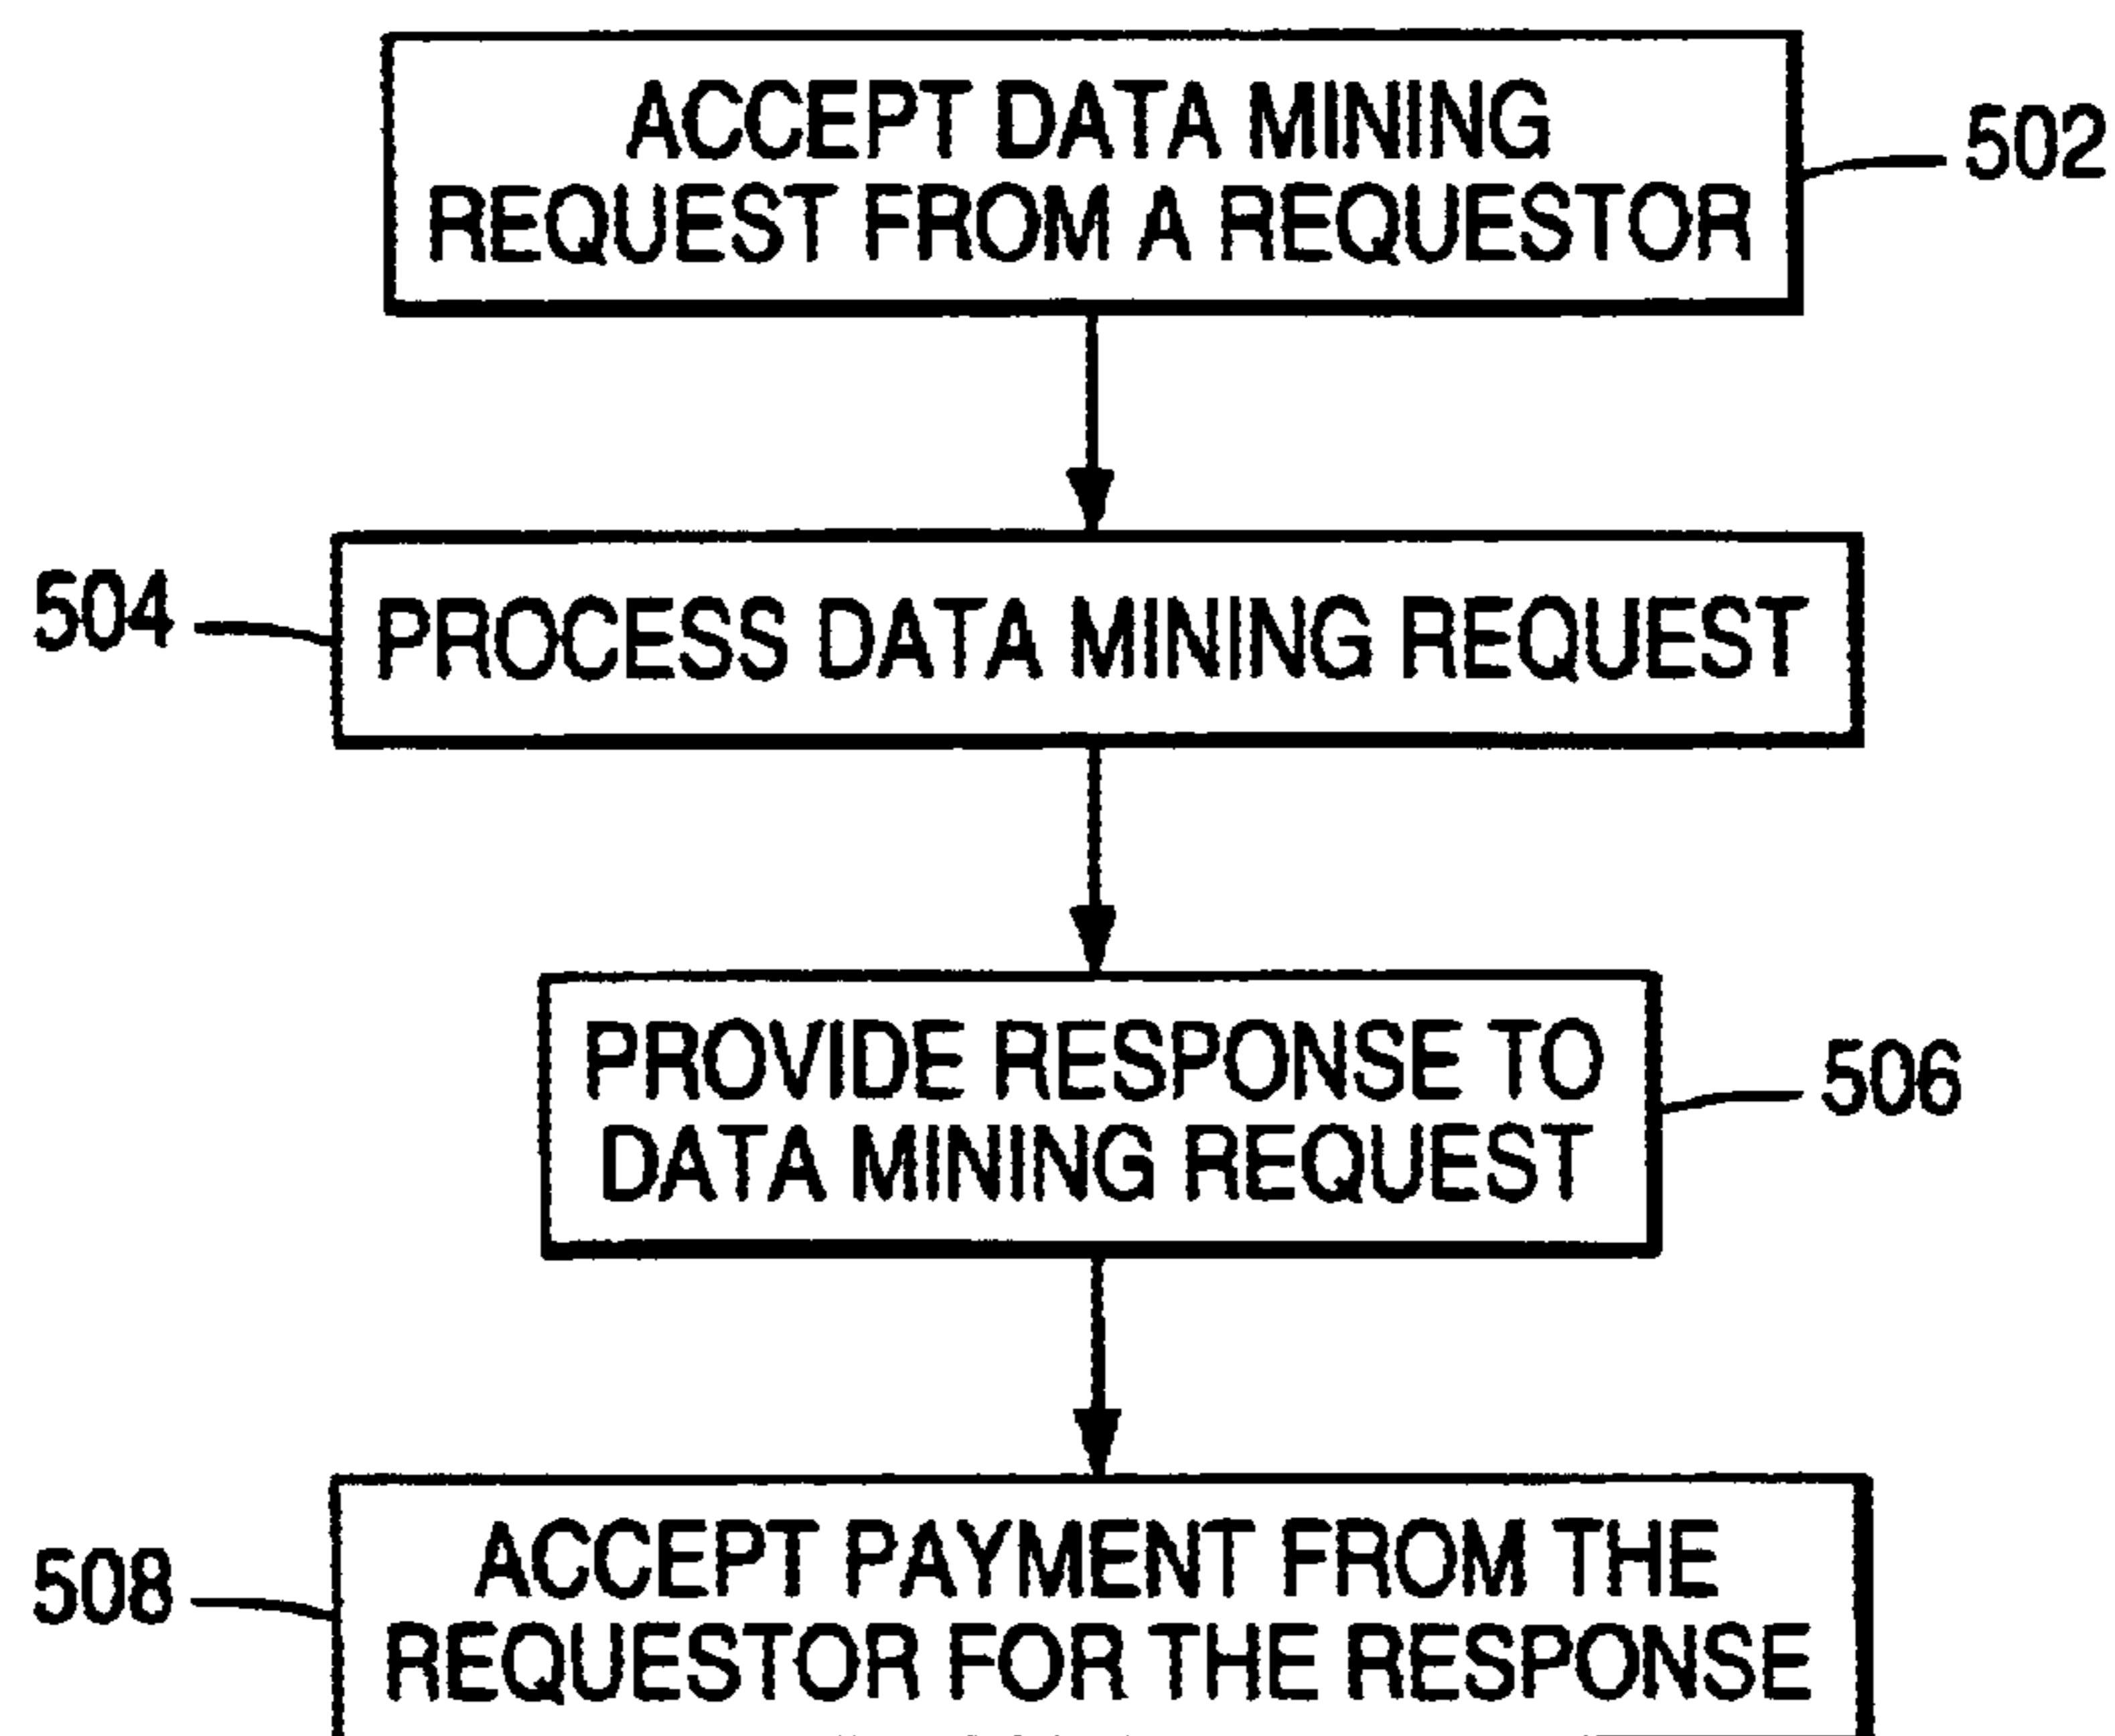 ACCEPT DATA MINING
REQUEST FROM A REQUESTOR
502
504
PROCESS DATA MINING REQUEST
PROVIDE RESPONSE TO
DATA MINING REQUEST
506
ACCEPT PAYMENT FROM THE
508
REQUESTOR FOR THE RESPONSE